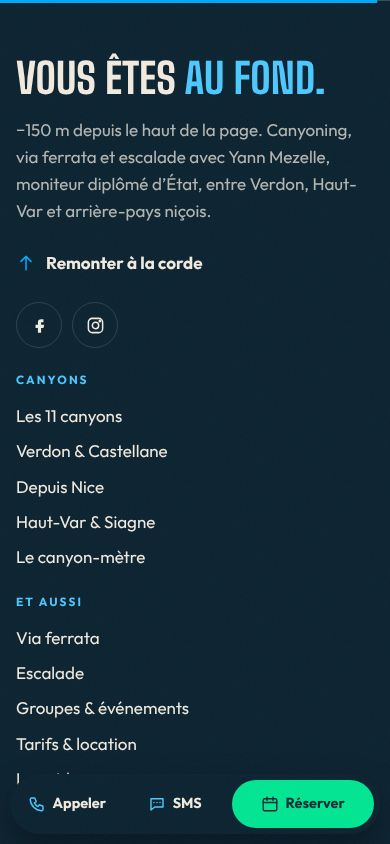 VOUS ÊTES AU FOND.
−150 m depuis le haut de la page. Canyoning,
via ferrata et escalade avec Yann Mezelle,
moniteur diplômé d’État, entre Verdon, Haut-
Var et arrière-pays niçois.
↑ Remonter à la corde
CANYONS
Les 11 canyons
Verdon & Castellane
Depuis Nice
Haut-Var & Siagne
Le canyon-mètre
ET AUSSI
Via ferrata
Escalade
Groupes & événements
Tarifs & location
Appeler SMS Réserver